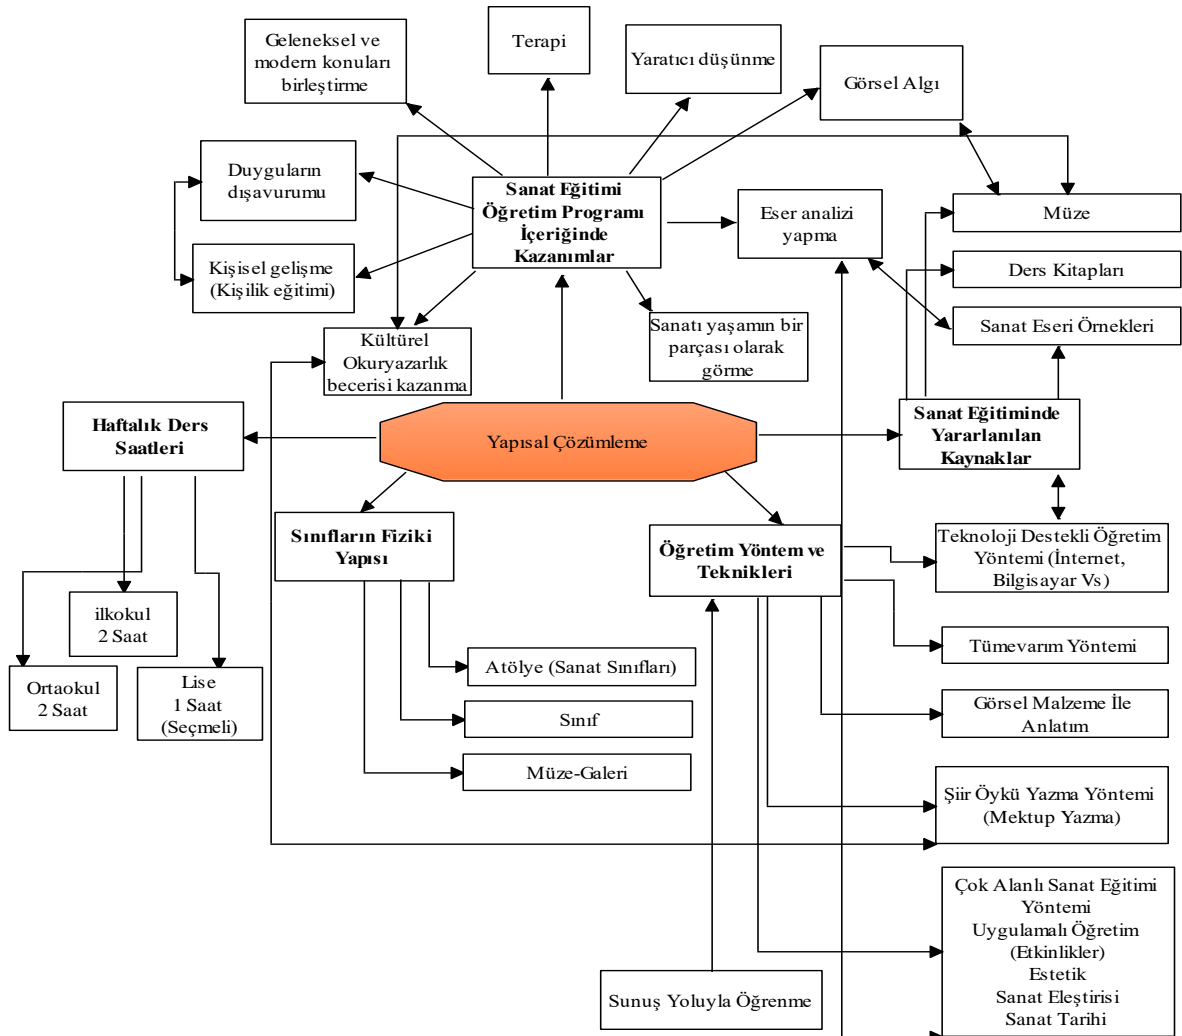 Geleneksel ve
modern konuları
birleştirme
Terapi
Yaratıcı düşünme
Görsel Algı
Duyguların
dışavurumu
Sanat Eğitimi
Öğretim Programı
İçeriğinde
Kazanımlar
Eser analizi
yapma
Müze
Kişisel gelişme
(Kişilik eğitimi)
Ders Kitapları
Kültürel
Okuryazarlık
becerisi kazanma
Sanatı yaşamın bir
parçası olarak
görme
Sanat Eseri Örnekleri
Haftalık Ders
Saatleri
Yapısal Çözümleme
Sanat Eğitiminde
Yararlanılan
Kaynaklar
Sınıfların Fiziki
Yapısı
Öğretim Yöntem ve
Teknikleri
Teknoloji Destekli Öğretim
Yöntemi (İnternet,
Bilgisayar Vs)
ilkokul
2 Saat
Ortaokul
2 Saat
Lise
1 Saat
(Seçmeli)
Atölye (Sanat Sınıfları)
Sınıf
Müze-Galeri
Tümevarım Yöntemi
Görsel Malzeme İle
Anlatım
Şiir Öykü Yazma Yöntemi
(Mektup Yazma)
Sunuş Yoluyla Öğrenme
Çok Alanlı Sanat Eğitimi
Yöntemi
Uygulamalı Öğretim
(Etkinlikler)
Estetik
Sanat Eleştirisi
Sanat Tarihi